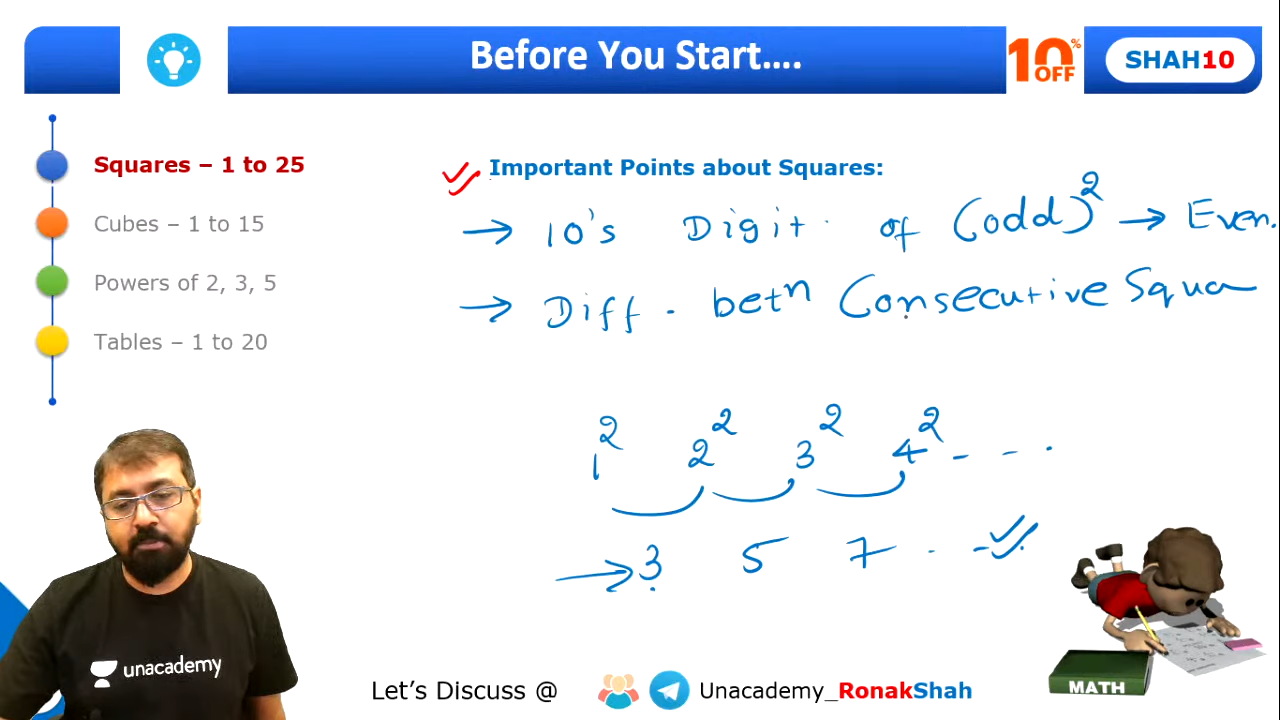 Before You Start....
10% OFF
SHAH10
Squares – 1 to 25
Cubes – 1 to 15
Powers of 2, 3, 5
Tables – 1 to 20
Important Points about Squares:
→ 10's Digit of (odd)² → Even.
→ Diff. betⁿ Consecutive Squa
1² 2² 3² 4² - - -
→ 3 5 7 - -
unacademy
MATH
Let's Discuss @ Unacademy_RonakShah